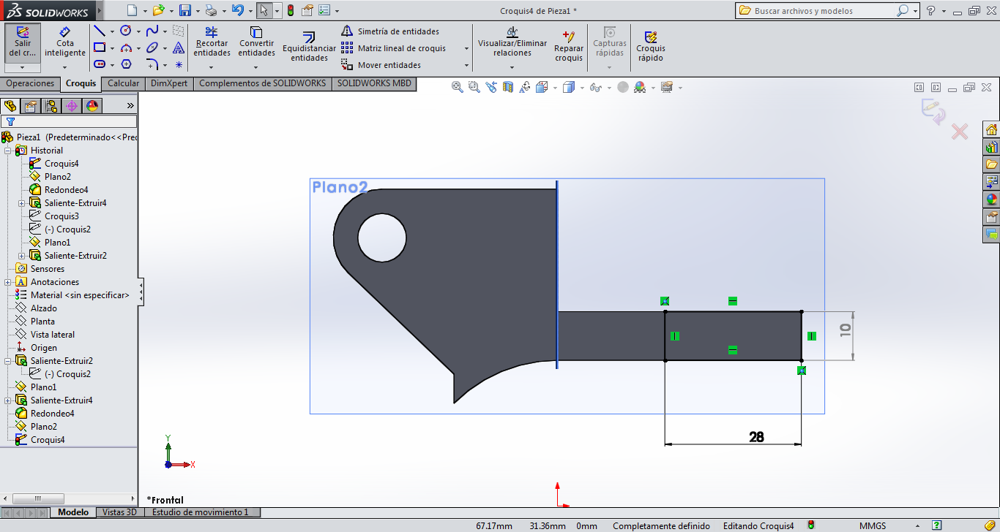 SOLIDWORKS
Croquis4 de Pieza1 *
Buscar archivos y modelos
Salir
del cr...
Cota
inteligente
Recortar
entidades
Convertir
entidades
Equidistanciar
entidades
Simetría de entidades
Matriz lineal de croquis
Mover entidades
Visualizar/Eliminar
relaciones
Reparar
croquis
Capturas
rápidas
Croquis
rápido
Operaciones
Croquis
Calcular
DimXpert
Complementos de SOLIDWORKS
SOLIDWORKS MBD
Pieza1 (Predeterminado<<Prec
Historial
Croquis4
Plano2
Redondeo4
Saliente-Extruir4
Croquis3
(-) Croquis2
Plano1
Saliente-Extruir2
Sensores
Anotaciones
Material <sin especificar>
Alzado
Planta
Vista lateral
Origen
Saliente-Extruir2
(-) Croquis2
Plano1
Saliente-Extruir4
Redondeo4
Plano2
Croquis4
Plano2
10
28
Y
X
*Frontal
Modelo
Vistas 3D
Estudio de movimiento 1
67.17mm
31.36mm
0mm
Completamente definido
Editando Croquis4
MMGS